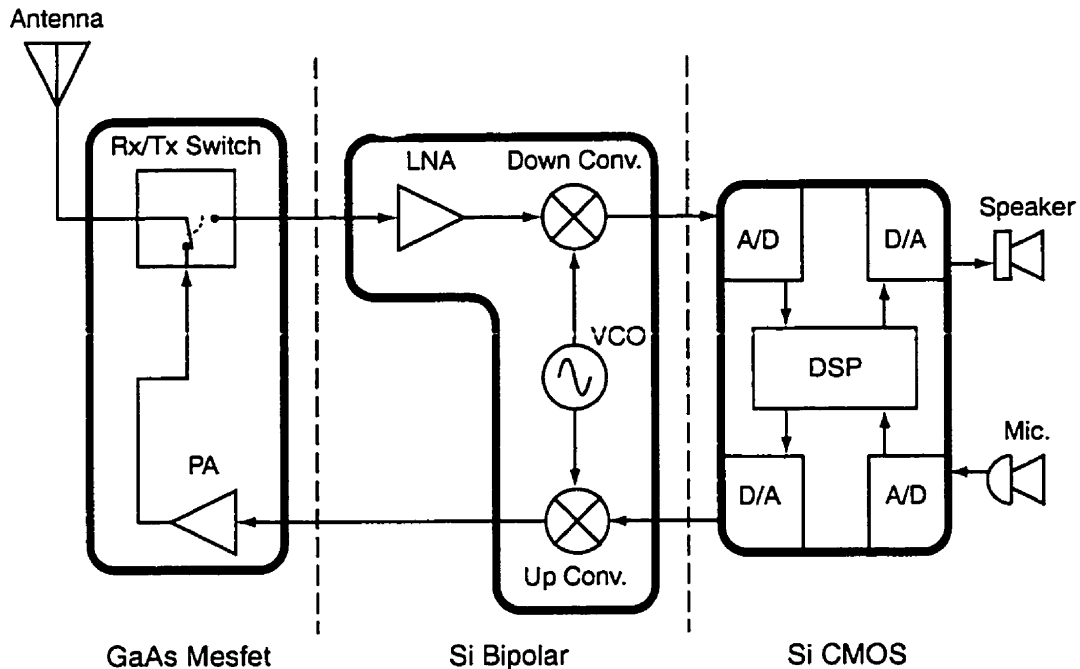 Antenna
Rx/Tx Switch
LNA
Down Conv.
Speaker
A/D
D/A
VCO
DSP
Mic.
PA
D/A
A/D
Up Conv.
GaAs Mesfet
Si Bipolar
Si CMOS